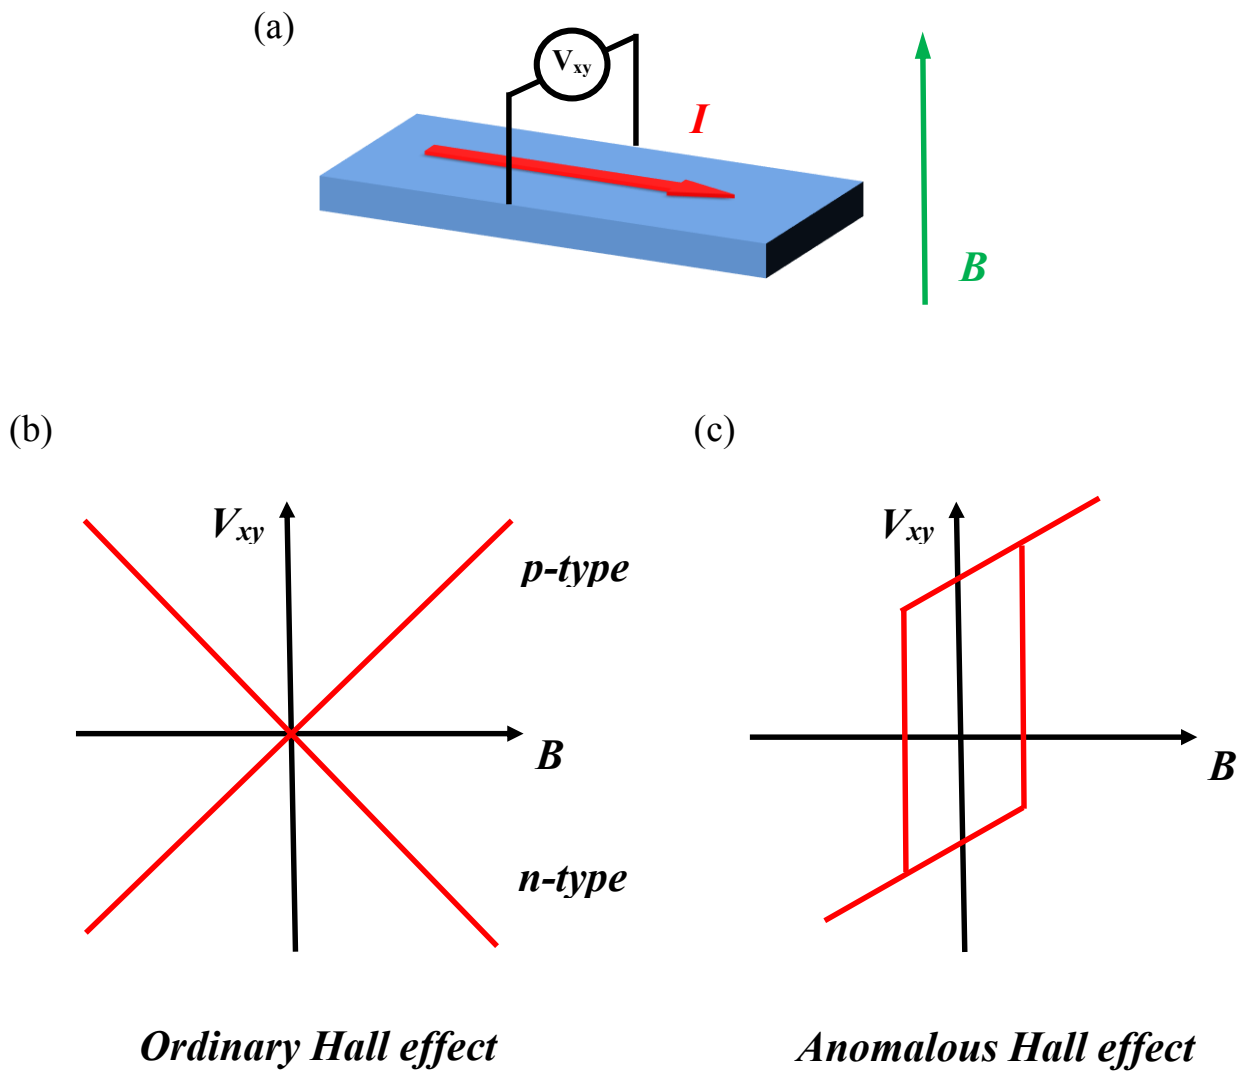 (a)
Vxy
I
B
(b)
(c)
Vxy
p-type
B
n-type
Vxy
B
Ordinary Hall effect
Anomalous Hall effect